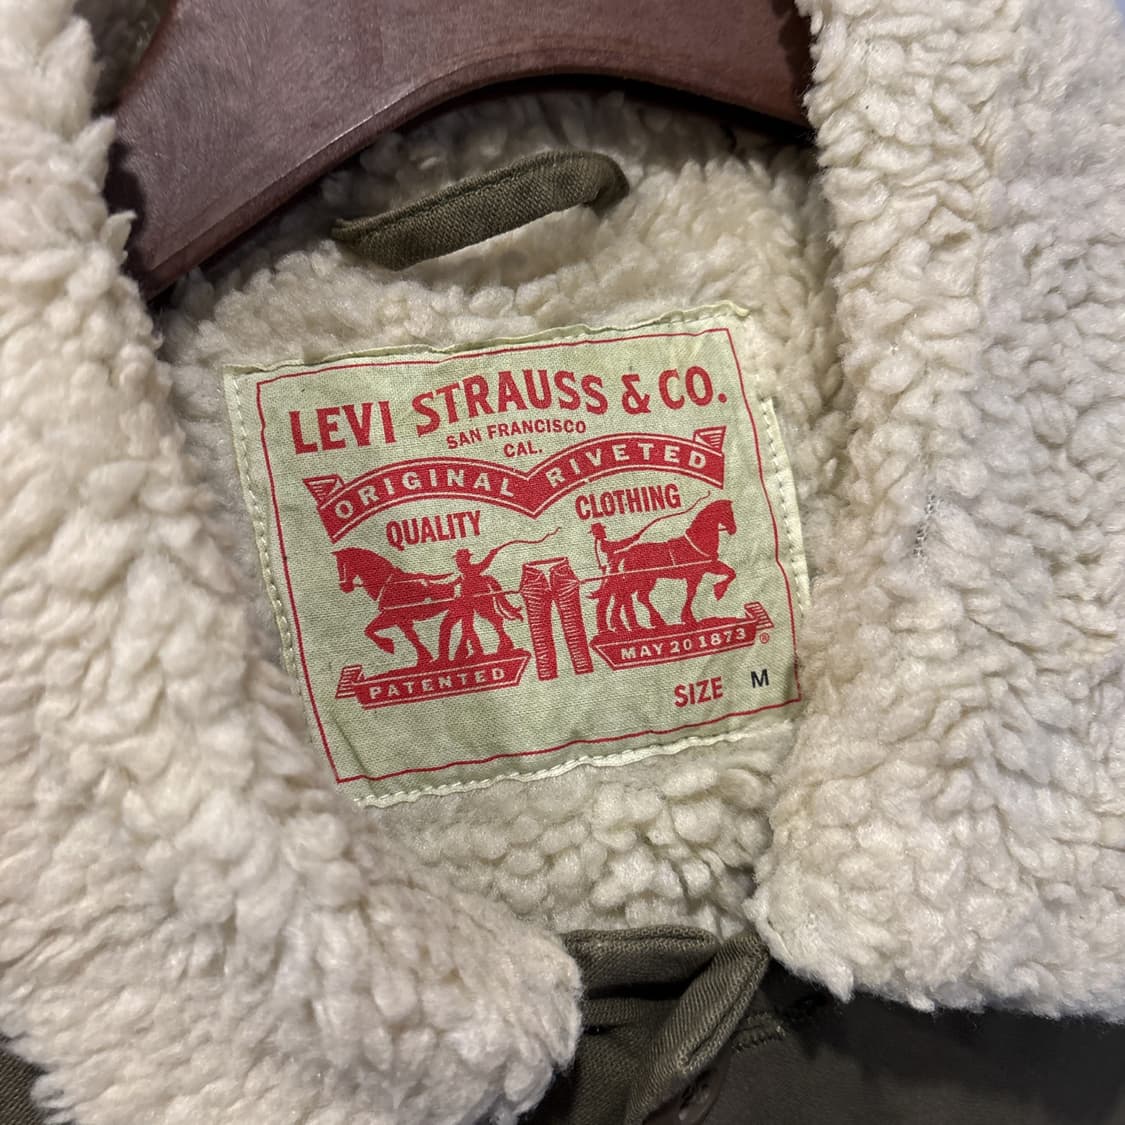 LEVI STRAUSS & CO.
SAN FRANCISCO
CAL.
ORIGINAL RIVETED
QUALITY CLOTHING
PATENTED MAY 20 1873 ®
SIZE M